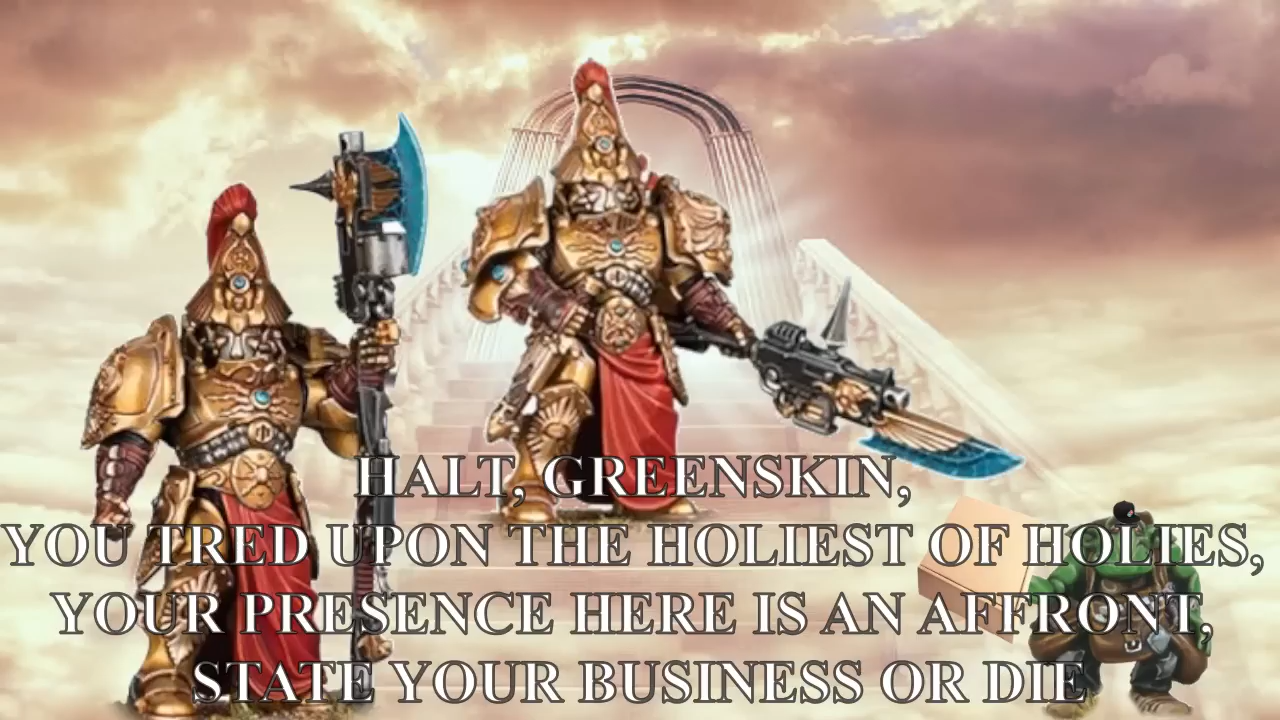 HALT, GREENSKIN,
YOU TRED UPON THE HOLIEST OF HOLIES,
YOUR PRESENCE HERE IS AN AFFRONT,
STATE YOUR BUSINESS OR DIE